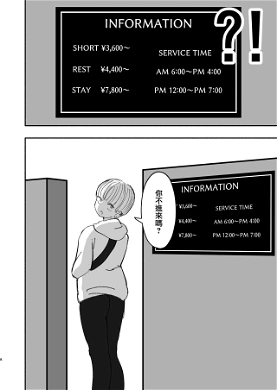 INFORMATION
?!
SHORT ¥3,600~
SERVICE TIME
REST ¥4,400~
AM 6:00~PM 4:00
STAY ¥7,800~
PM 12:00~PM 7:00
INFORMATION
¥3,600~
SERVICE TIME
¥4,400~
AM 6:00~PM 4:00
¥7,800~
PM 12:00~PM 7:00
你不進來嗎?